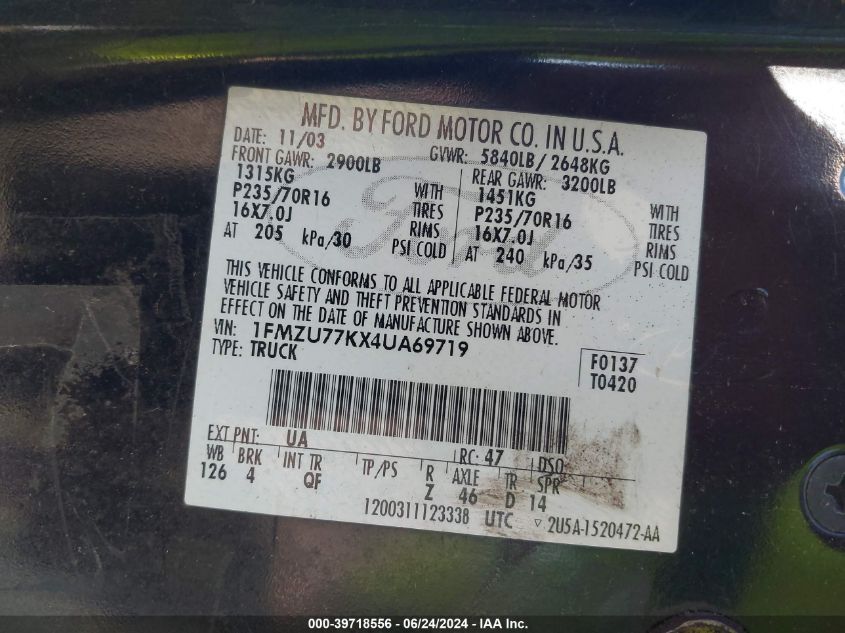 MFD. BY FORD MOTOR CO. IN U.S.A.
DATE: 11/03 GVWR: 5840LB/ 2648KG
FRONT GAWR: 2900LB REAR GAWR: 3200LB
1315KG WITH 1451KG WITH
P235/70R16 TIRES P235/70R16 TIRES
16X7.0J RIMS 16X7.0J RIMS
AT 205 kPa/30 PSI COLD AT 240 kPa/35 PSI COLD
Ford
THIS VEHICLE CONFORMS TO ALL APPLICABLE FEDERAL MOTOR
VEHICLE SAFETY AND THEFT PREVENTION STANDARDS IN
EFFECT ON THE DATE OF MANUFACTURE SHOWN ABOVE.
VIN: 1FMZU77KX4UA69719
TYPE: TRUCK
F0137
T0420
EXT PNT: UA RC: 47 DSO
WB BRK INT TR TP/PS R AXLE TR SPR
126 4 QF Z 46 D 14
1200311123338 UTC ▽ 2U5A-1520472-AA
000-39718556 - 06/24/2024 - IAA Inc.